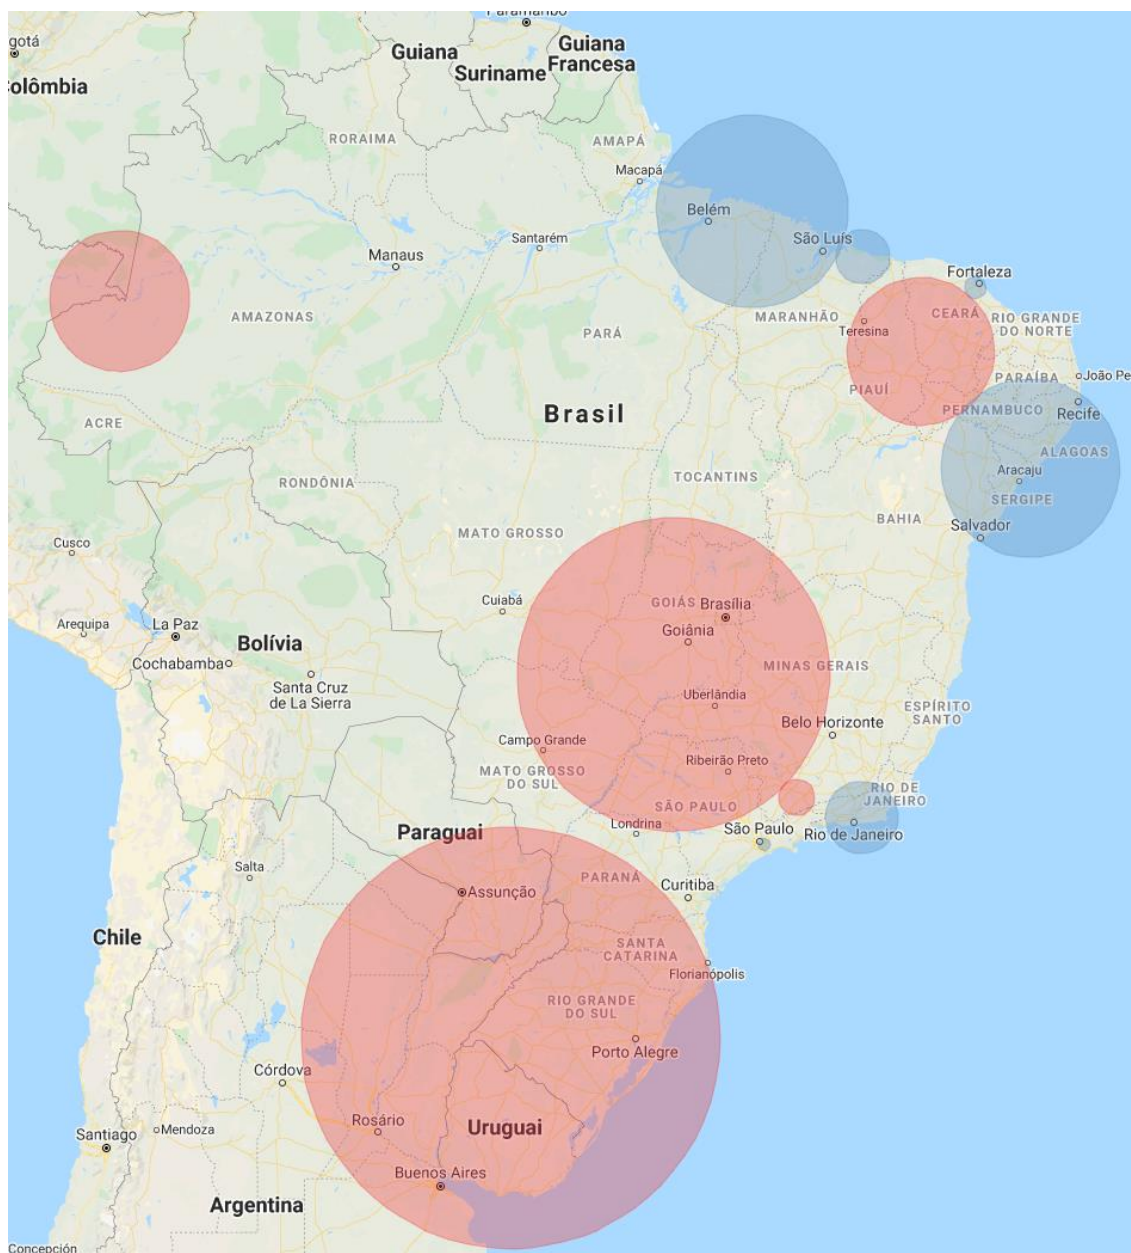 Paramaribo
gotá
Guiana
Guiana
Francesa
Suriname
olômbia
RORAIMA
AMAPÁ
Macapá
Belém
São Luís
Santarém
Manaus
Fortaleza
AMAZONAS
MARANHÃO
CEARÁ
RIO GRANDE
DO NORTE
Teresina
PARÁ
João Pe
PARAÍBA
PIAUÍ
PERNAMBUCO
Recife
Brasil
ACRE
ALAGOAS
Aracaju
TOCANTINS
RONDÔNIA
SERGIPE
BAHIA
Salvador
MATO GROSSO
Cusco
Cuiabá
GOIÁS
Brasília
Arequipa
La Paz
Goiânia
Bolívia
Cochabamba
MINAS GERAIS
Santa Cruz
de La Sierra
Uberlândia
ESPÍRITO
SANTO
Belo Horizonte
Campo Grande
Ribeirão Preto
MATO GROSSO
DO SUL
RIO DE
JANEIRO
SÃO PAULO
Londrina
São Paulo
Rio de Janeiro
Paraguai
Salta
PARANÁ
Curitiba
Assunção
Chile
SANTA
CATARINA
Florianópolis
RIO GRANDE
DO SUL
Porto Alegre
Córdova
Rosário
Uruguai
Mendoza
Santiago
Buenos Aires
Argentina
Concepción